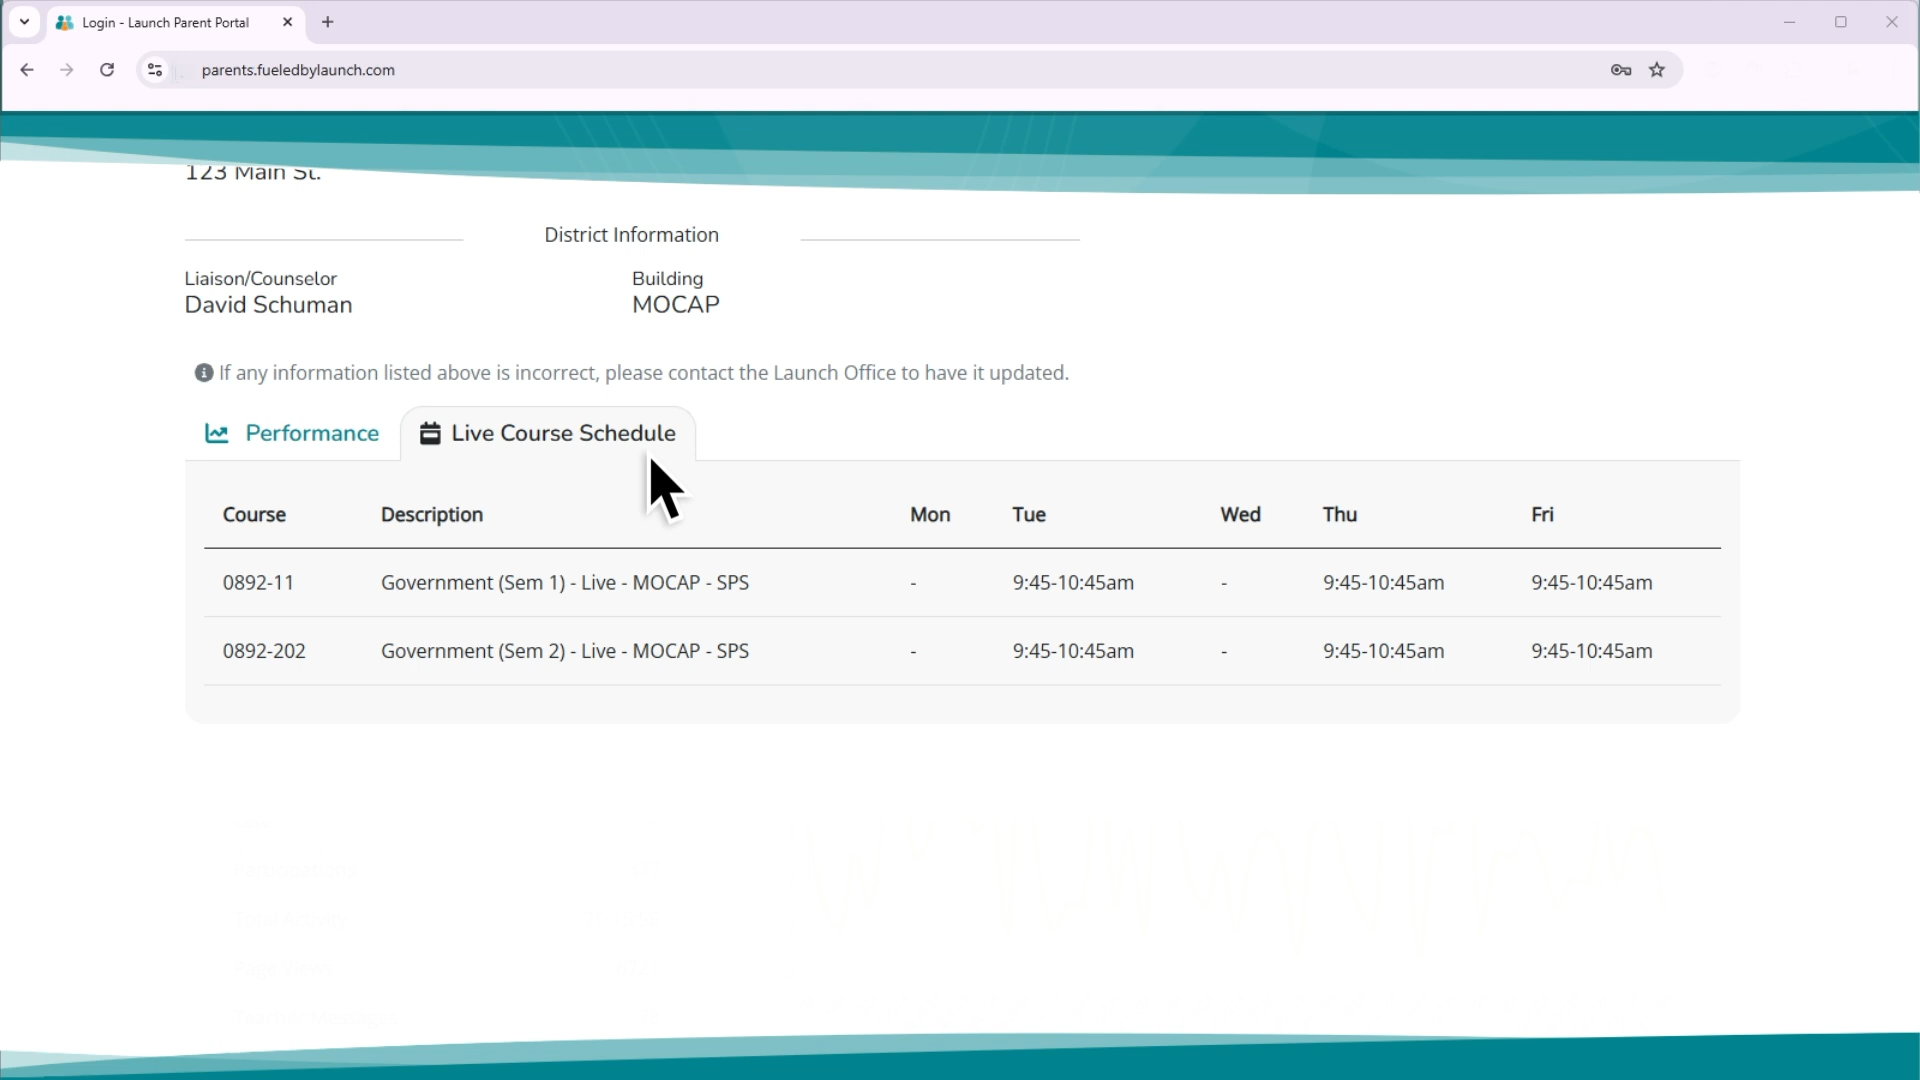 Login - Launch Parent Portal
parents.fueledbylaunch.com
123 Main St.
District Information
Liaison/Counselor Building
David Schuman MOCAP
If any information listed above is incorrect, please contact the Launch Office to have it updated.
Performance Live Course Schedule
Course Description Mon Tue Wed Thu Fri
0892-11 Government (Sem 1) - Live - MOCAP - SPS - 9:45-10:45am - 9:45-10:45am 9:45-10:45am
0892-202 Government (Sem 2) - Live - MOCAP - SPS - 9:45-10:45am - 9:45-10:45am 9:45-10:45am